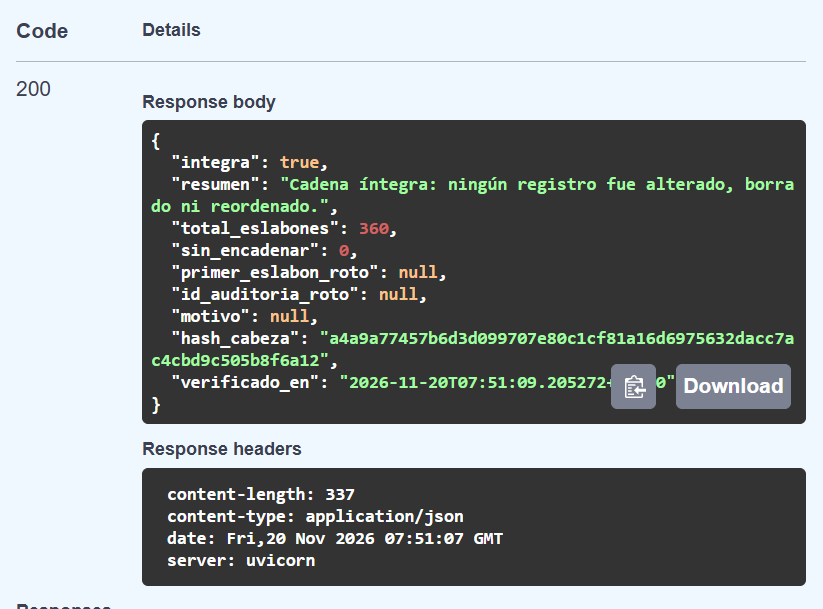 Code
Details
200
Response body
{
"integra": true,
"resumen": "Cadena íntegra: ningún registro fue alterado, borra
do ni reordenado.",
"total_eslabones": 360,
"sin_encadenar": 0,
"primer_eslabon_roto": null,
"id_auditoria_roto": null,
"motivo": null,
"hash_cabeza": "a4a9a77457b6d3d099707e80c1cf81a16d6975632dacc7a
c4cbd9c505b8f6a12",
"verificado_en": "2026-11-20T07:51:09.205272
Download
}
Response headers
content-length: 337
content-type: application/json
date: Fri,20 Nov 2026 07:51:07 GMT
server: uvicorn
Responses